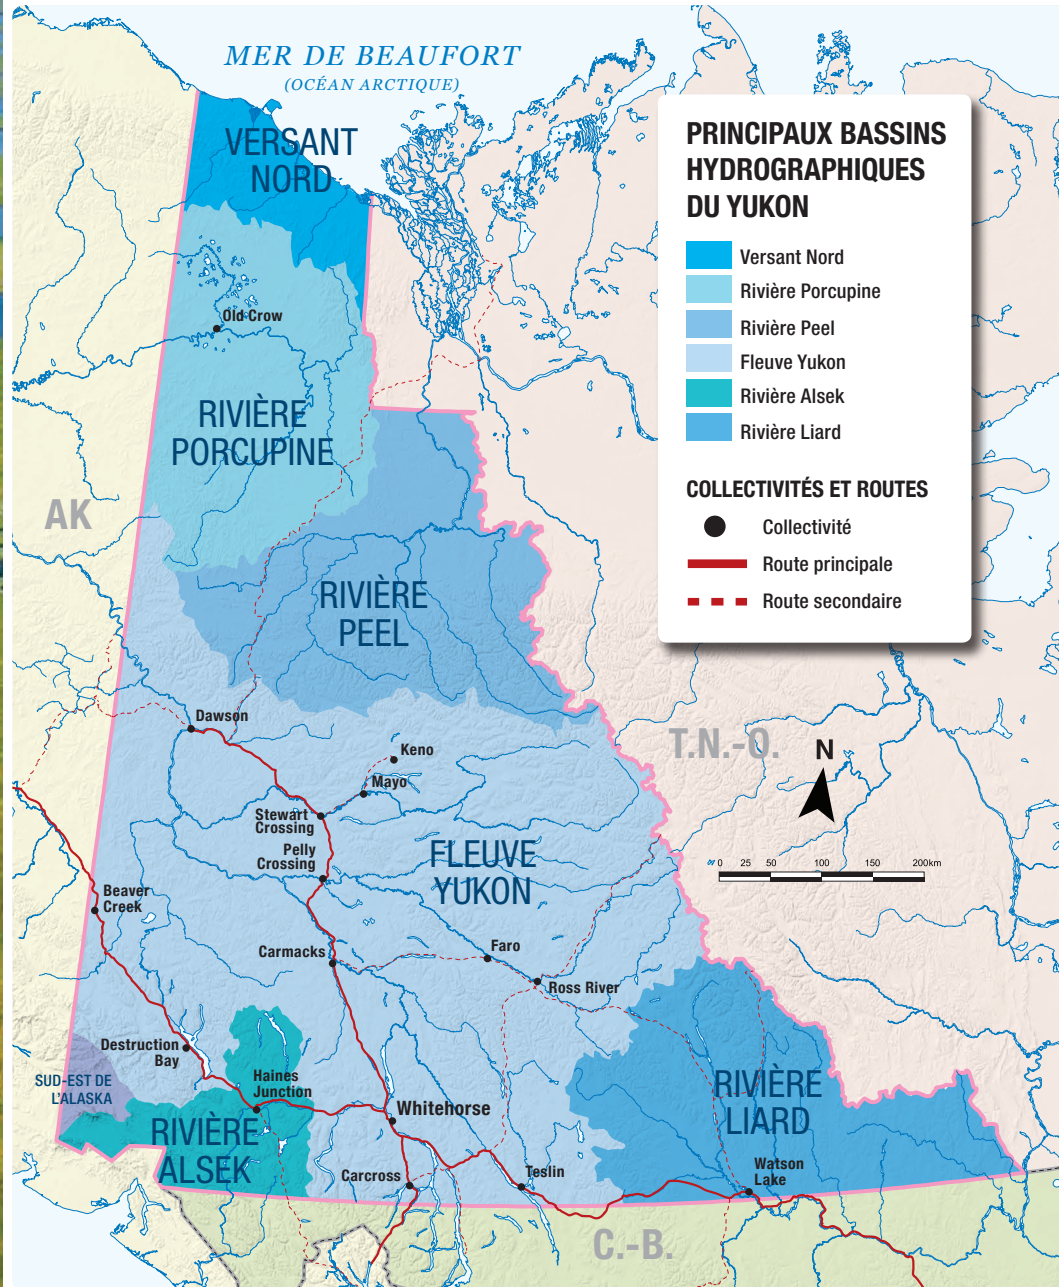 MER DE BEAUFORT
(OCÉAN ARCTIQUE)
VERSANT
NORD
PRINCIPAUX BASSINS
HYDROGRAPHIQUES
DU YUKON
Versant Nord
Rivière Porcupine
Rivière Peel
Fleuve Yukon
Rivière Alsek
Rivière Liard
COLLECTIVITÉS ET ROUTES
Collectivité
Route principale
Route secondaire
Old Crow
RIVIÈRE
PORCUPINE
AK
RIVIÈRE
PEEL
Dawson
Keno
Mayo
Stewart
Crossing
Pelly
Crossing
T.N.-O.
N
0 25 50 100 150 200km
FLEUVE
YUKON
Beaver
Creek
Carmacks
Faro
Ross River
Destruction
Bay
SUD-EST DE
L'ALASKA
Haines
Junction
Whitehorse
RIVIÈRE
ALSEK
RIVIÈRE
LIARD
Carcross
Teslin
Watson
Lake
C.-B.